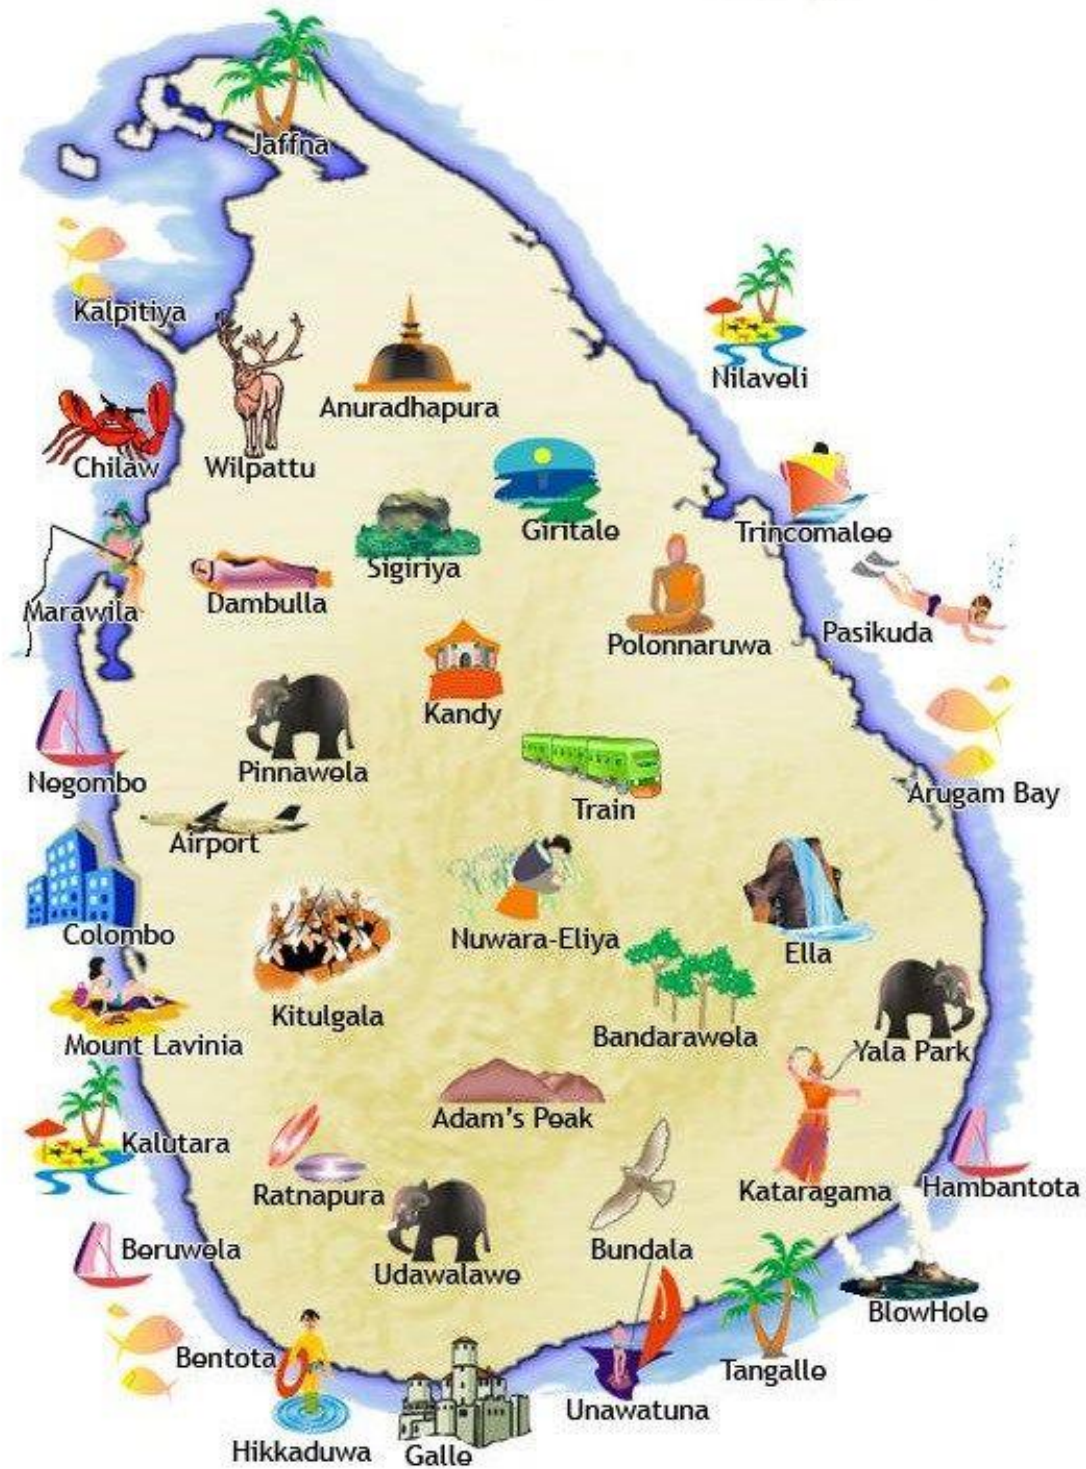 Jaffna
Kalpitiya
Nilaveli
Anuradhapura
Chilaw
Wilpattu
Giritale
Trincomalee
Sigiriya
Marawila
Dambulla
Polonnaruwa
Pasikuda
Kandy
Pinnawela
Negombo
Train
Arugam Bay
Airport
Colombo
Nuwara-Eliya
Ella
Kitulgala
Bandarawela
Mount Lavinia
Yala Park
Adam's Peak
Kalutara
Ratnapura
Kataragama
Hambantota
Beruwela
Bundala
Udawalawe
BlowHole
Bentota
Tangalle
Unawatuna
Hikkaduwa
Galle